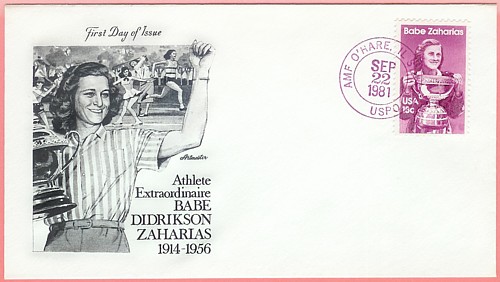 First Day of Issue
Artmaster
Athlete
Extraordinaire
BABE
DIDRIKSON
ZAHARIAS
1914-1956
AMF O'HARE, IL
SEP
22
1981
USPO
Babe Zaharias
USA
18c